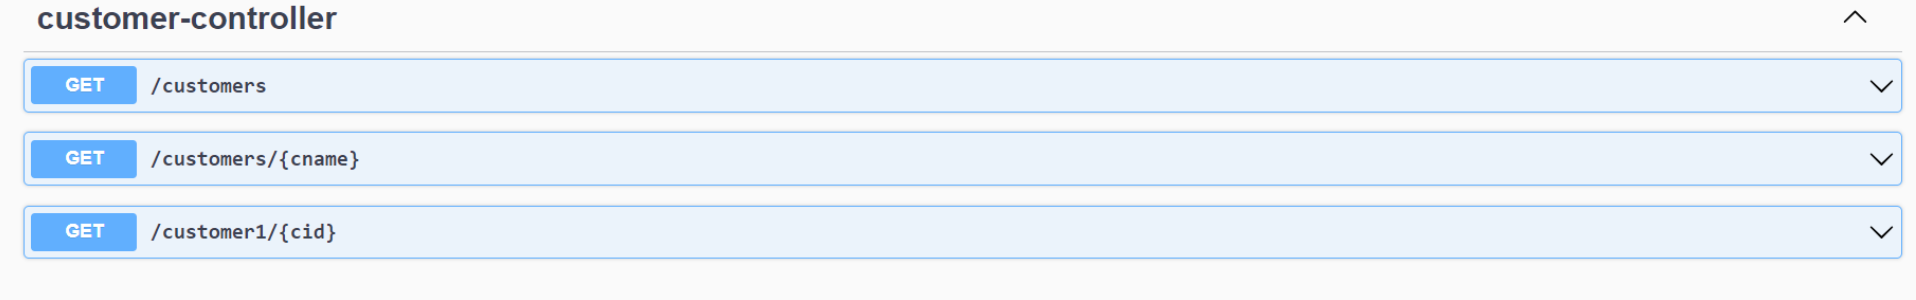 customer-controller
GET /customers
GET /customers/{cname}
GET /customer1/{cid}